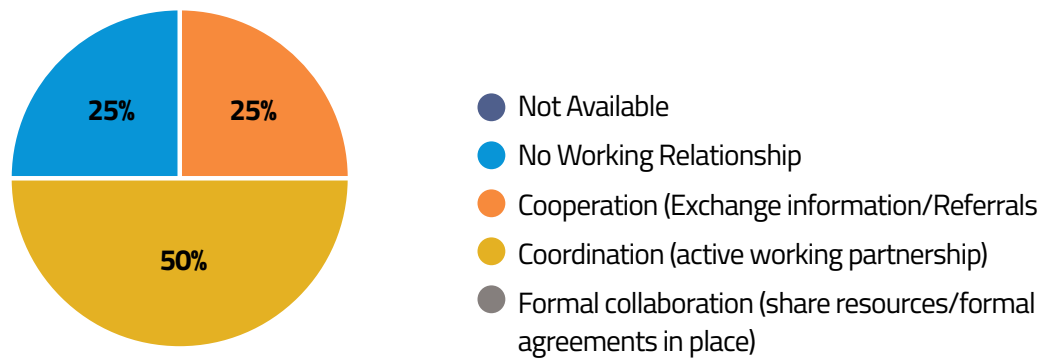 25%
25%
50%
Not Available
No Working Relationship
Cooperation (Exchange information/Referrals
Coordination (active working partnership)
Formal collaboration (share resources/formal
agreements in place)